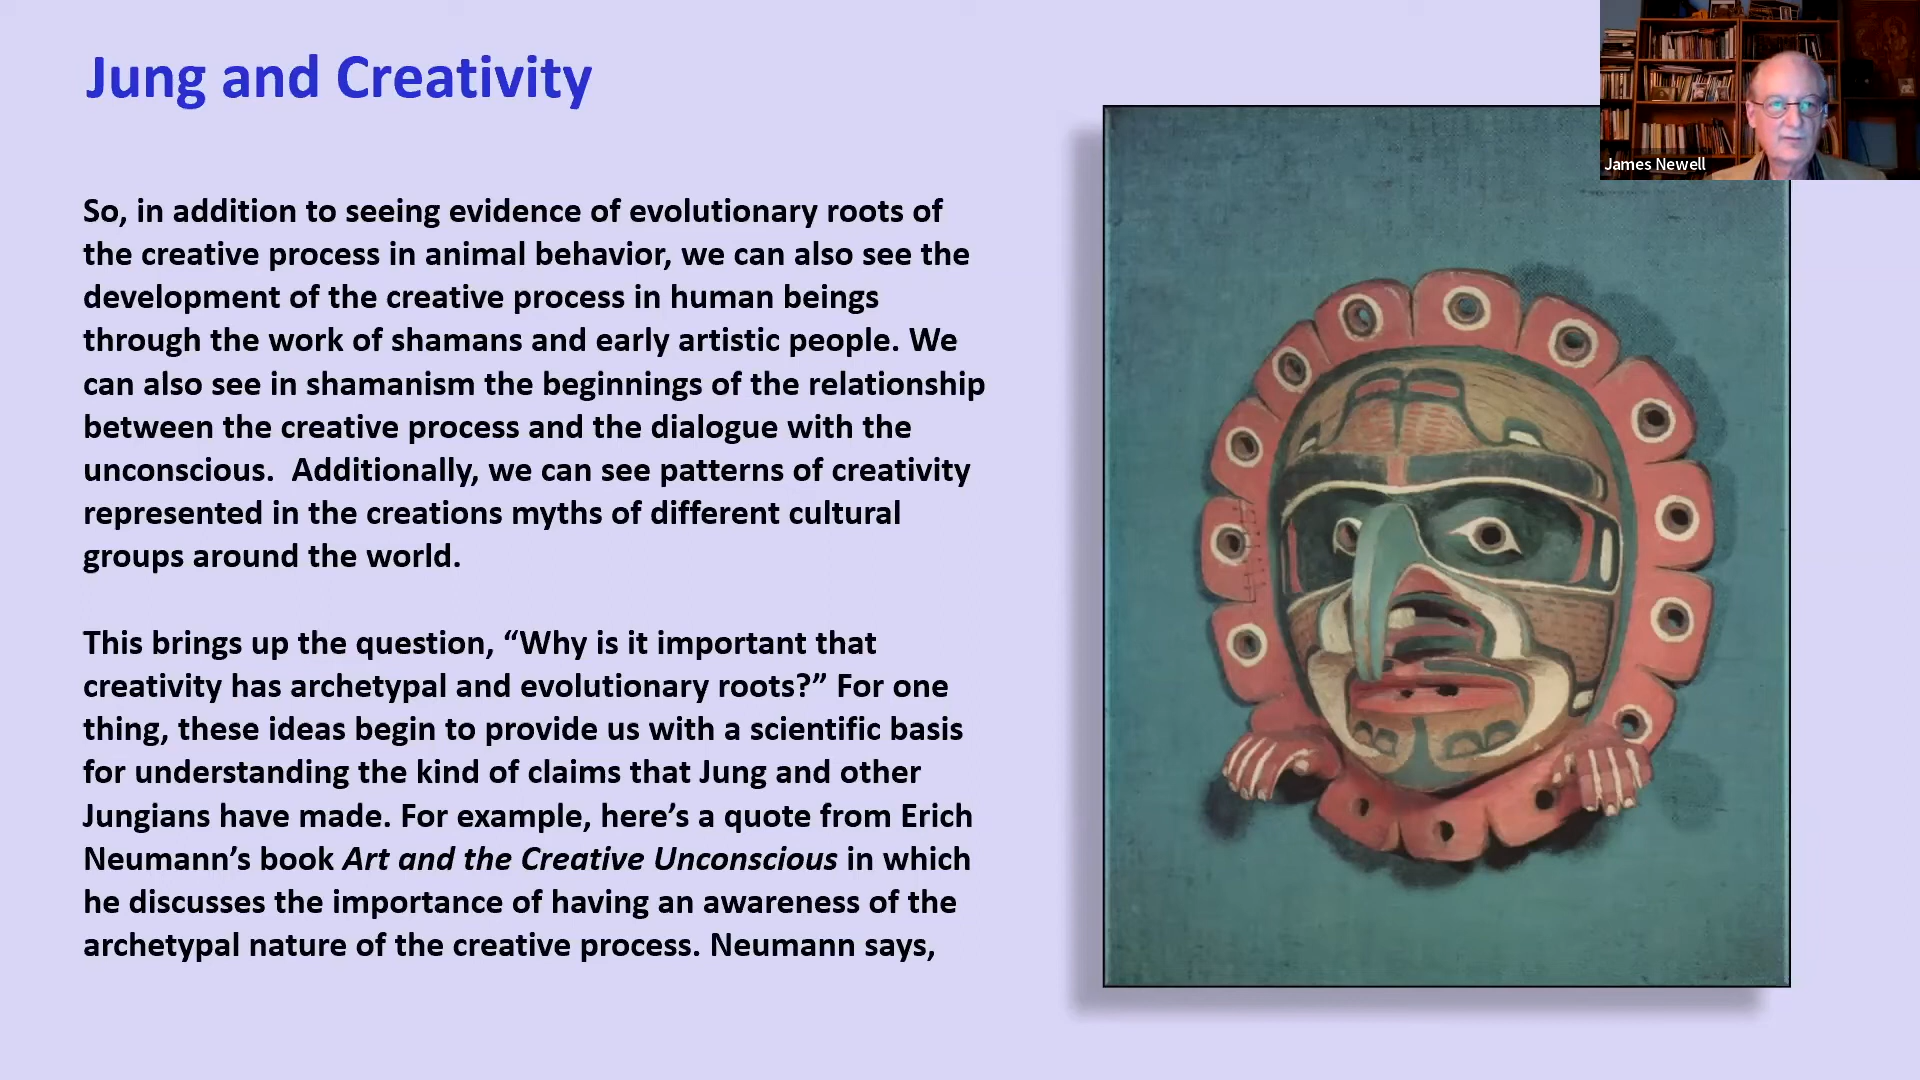 Jung and Creativity
James Newell
So, in addition to seeing evidence of evolutionary roots of
the creative process in animal behavior, we can also see the
development of the creative process in human beings
through the work of shamans and early artistic people. We
can also see in shamanism the beginnings of the relationship
between the creative process and the dialogue with the
unconscious.  Additionally, we can see patterns of creativity
represented in the creations myths of different cultural
groups around the world.
This brings up the question, “Why is it important that
creativity has archetypal and evolutionary roots?” For one
thing, these ideas begin to provide us with a scientific basis
for understanding the kind of claims that Jung and other
Jungians have made. For example, here’s a quote from Erich
Neumann’s book Art and the Creative Unconscious in which
he discusses the importance of having an awareness of the
archetypal nature of the creative process. Neumann says,